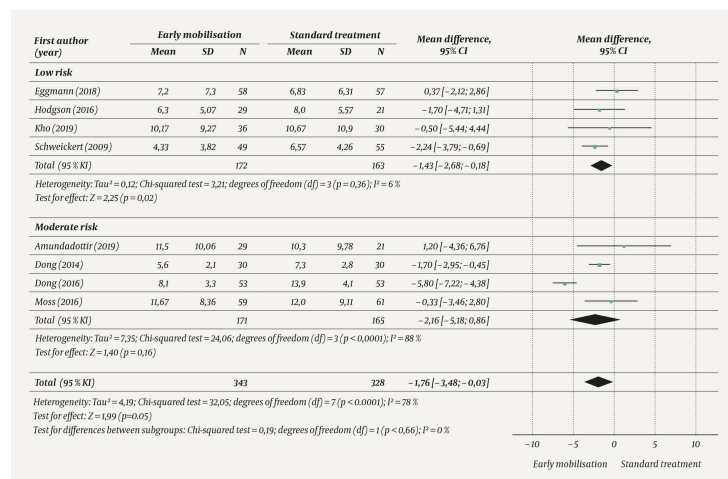 First author (year) Early mobilisation Standard treatment Mean difference, 95% CI Mean difference, 95% CI
Mean SD N Mean SD N
Low risk
Eggmann (2018) 7,2 7,3 58 6,83 6,31 57 0,37 [−2,12; 2,86]
Hodgson (2016) 6,3 5,07 29 8,0 5,57 21 −1,70 [−4,71; 1,31]
Kho (2019) 10,17 9,27 36 10,67 10,9 30 −0,50 [−5,44; 4,44]
Schweickert (2009) 4,33 3,82 49 6,57 4,26 55 −2,24 [−3,79; −0,69]
Total (95 % KI) 172 163 −1,43 [−2,68; −0,18]
Heterogeneity: Tau² = 0,12; Chi-squared test = 3,21; degrees of freedom (df) = 3 (p = 0,36); I² = 6 %
Test for effect: Z = 2,25 (p = 0,02)
Moderate risk
Amundadottir (2019) 11,5 10,06 29 10,3 9,78 21 1,20 [−4,36; 6,76]
Dong (2014) 5,6 2,1 30 7,3 2,8 30 −1,70 [−2,95; −0,45]
Dong (2016) 8,1 3,3 53 13,9 4,1 53 −5,80 [−7,22; −4,38]
Moss (2016) 11,67 8,36 59 12,0 9,11 61 −0,33 [−3,46; 2,80]
Total (95 % KI) 171 165 −2,16 [−5,18; 0,86]
Heterogeneity: Tau² = 7,35; Chi-squared test = 24,06; degrees of freedom (df) = 3 (p < 0,0001); I² = 88 %
Test for effect: Z = 1,40 (p = 0,16)
Total (95 % KI) 343 328 −1,76 [−3,48; −0,03]
Heterogeneity: Tau² = 4,19; Chi-squared test = 32,05; degrees of freedom (df) = 7 (p < 0.0001); I² = 78 %
Test for effect: Z = 1,99 (p=0.05)
Test for differences between subgroups: Chi-squared test = 0,19; degrees of freedom (df) = 1 (p < 0,66); I² = 0 %
−10 −5 0 5 10
Early mobilisation Standard treatment